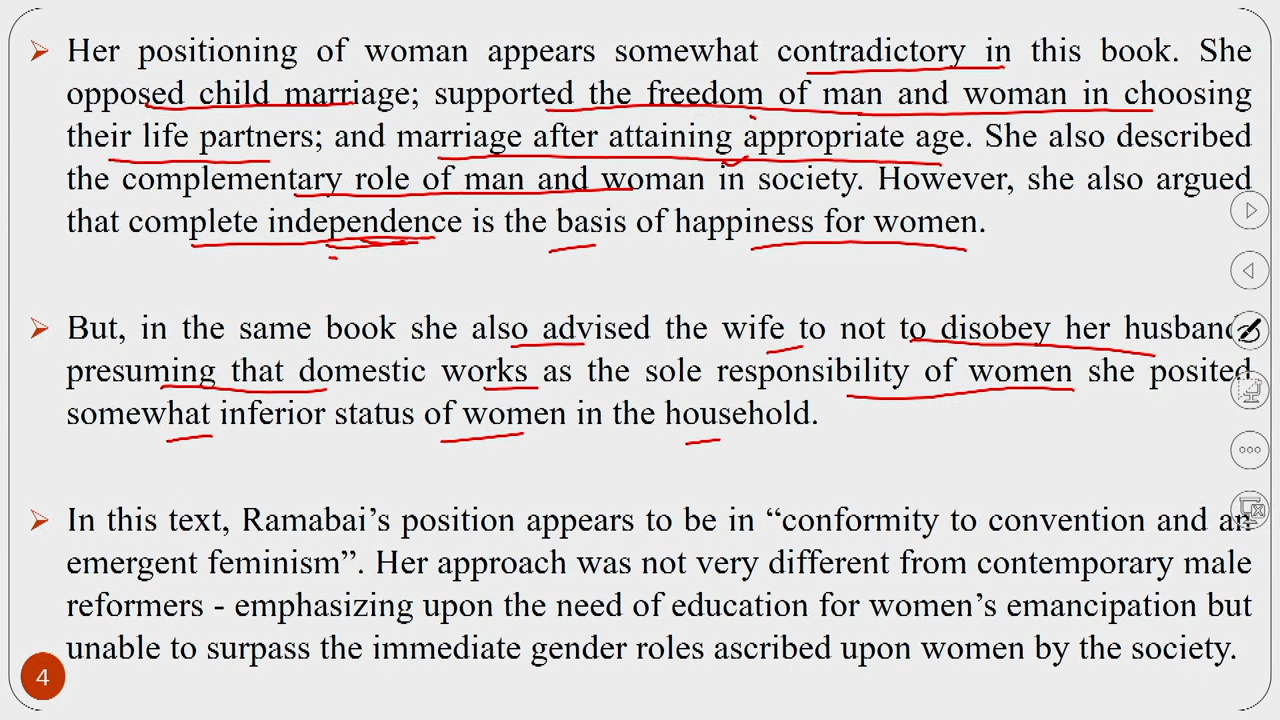 Her positioning of woman appears somewhat contradictory in this book. She
opposed child marriage; supported the freedom of man and woman in choosing
their life partners; and marriage after attaining appropriate age. She also described
the complementary role of man and woman in society. However, she also argued
that complete independence is the basis of happiness for women.
But, in the same book she also advised the wife to not to disobey her husband
presuming that domestic works as the sole responsibility of women she posited
somewhat inferior status of women in the household.
In this text, Ramabai’s position appears to be in “conformity to convention and an
emergent feminism”. Her approach was not very different from contemporary male
reformers - emphasizing upon the need of education for women’s emancipation but
unable to surpass the immediate gender roles ascribed upon women by the society.
4